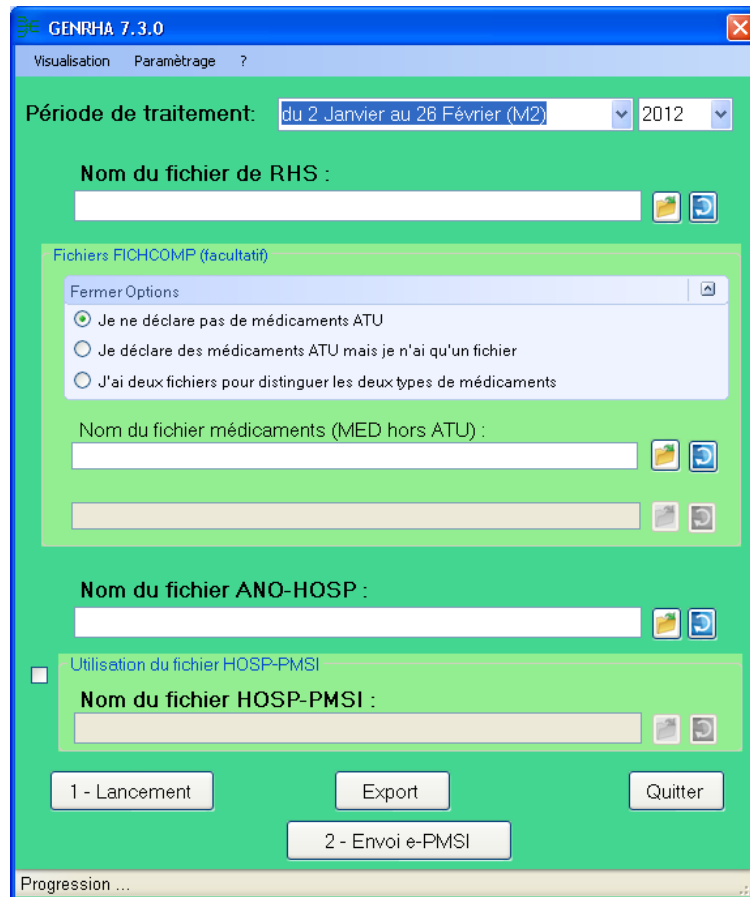 GENRHA 7.3.0
Visualisation Paramètrage ?
Période de traitement: du 2 Janvier au 26 Février (M2) 2012
Nom du fichier de RHS :
Fichiers FICHCOMP (facultatif)
Fermer Options
Je ne déclare pas de médicaments ATU
Je déclare des médicaments ATU mais je n'ai qu'un fichier
J'ai deux fichiers pour distinguer les deux types de médicaments
Nom du fichier médicaments (MED hors ATU) :
Nom du fichier ANO-HOSP :
Utilisation du fichier HOSP-PMSI
Nom du fichier HOSP-PMSI :
1 - Lancement Export Quitter
2 - Envoi e-PMSI
Progression ...